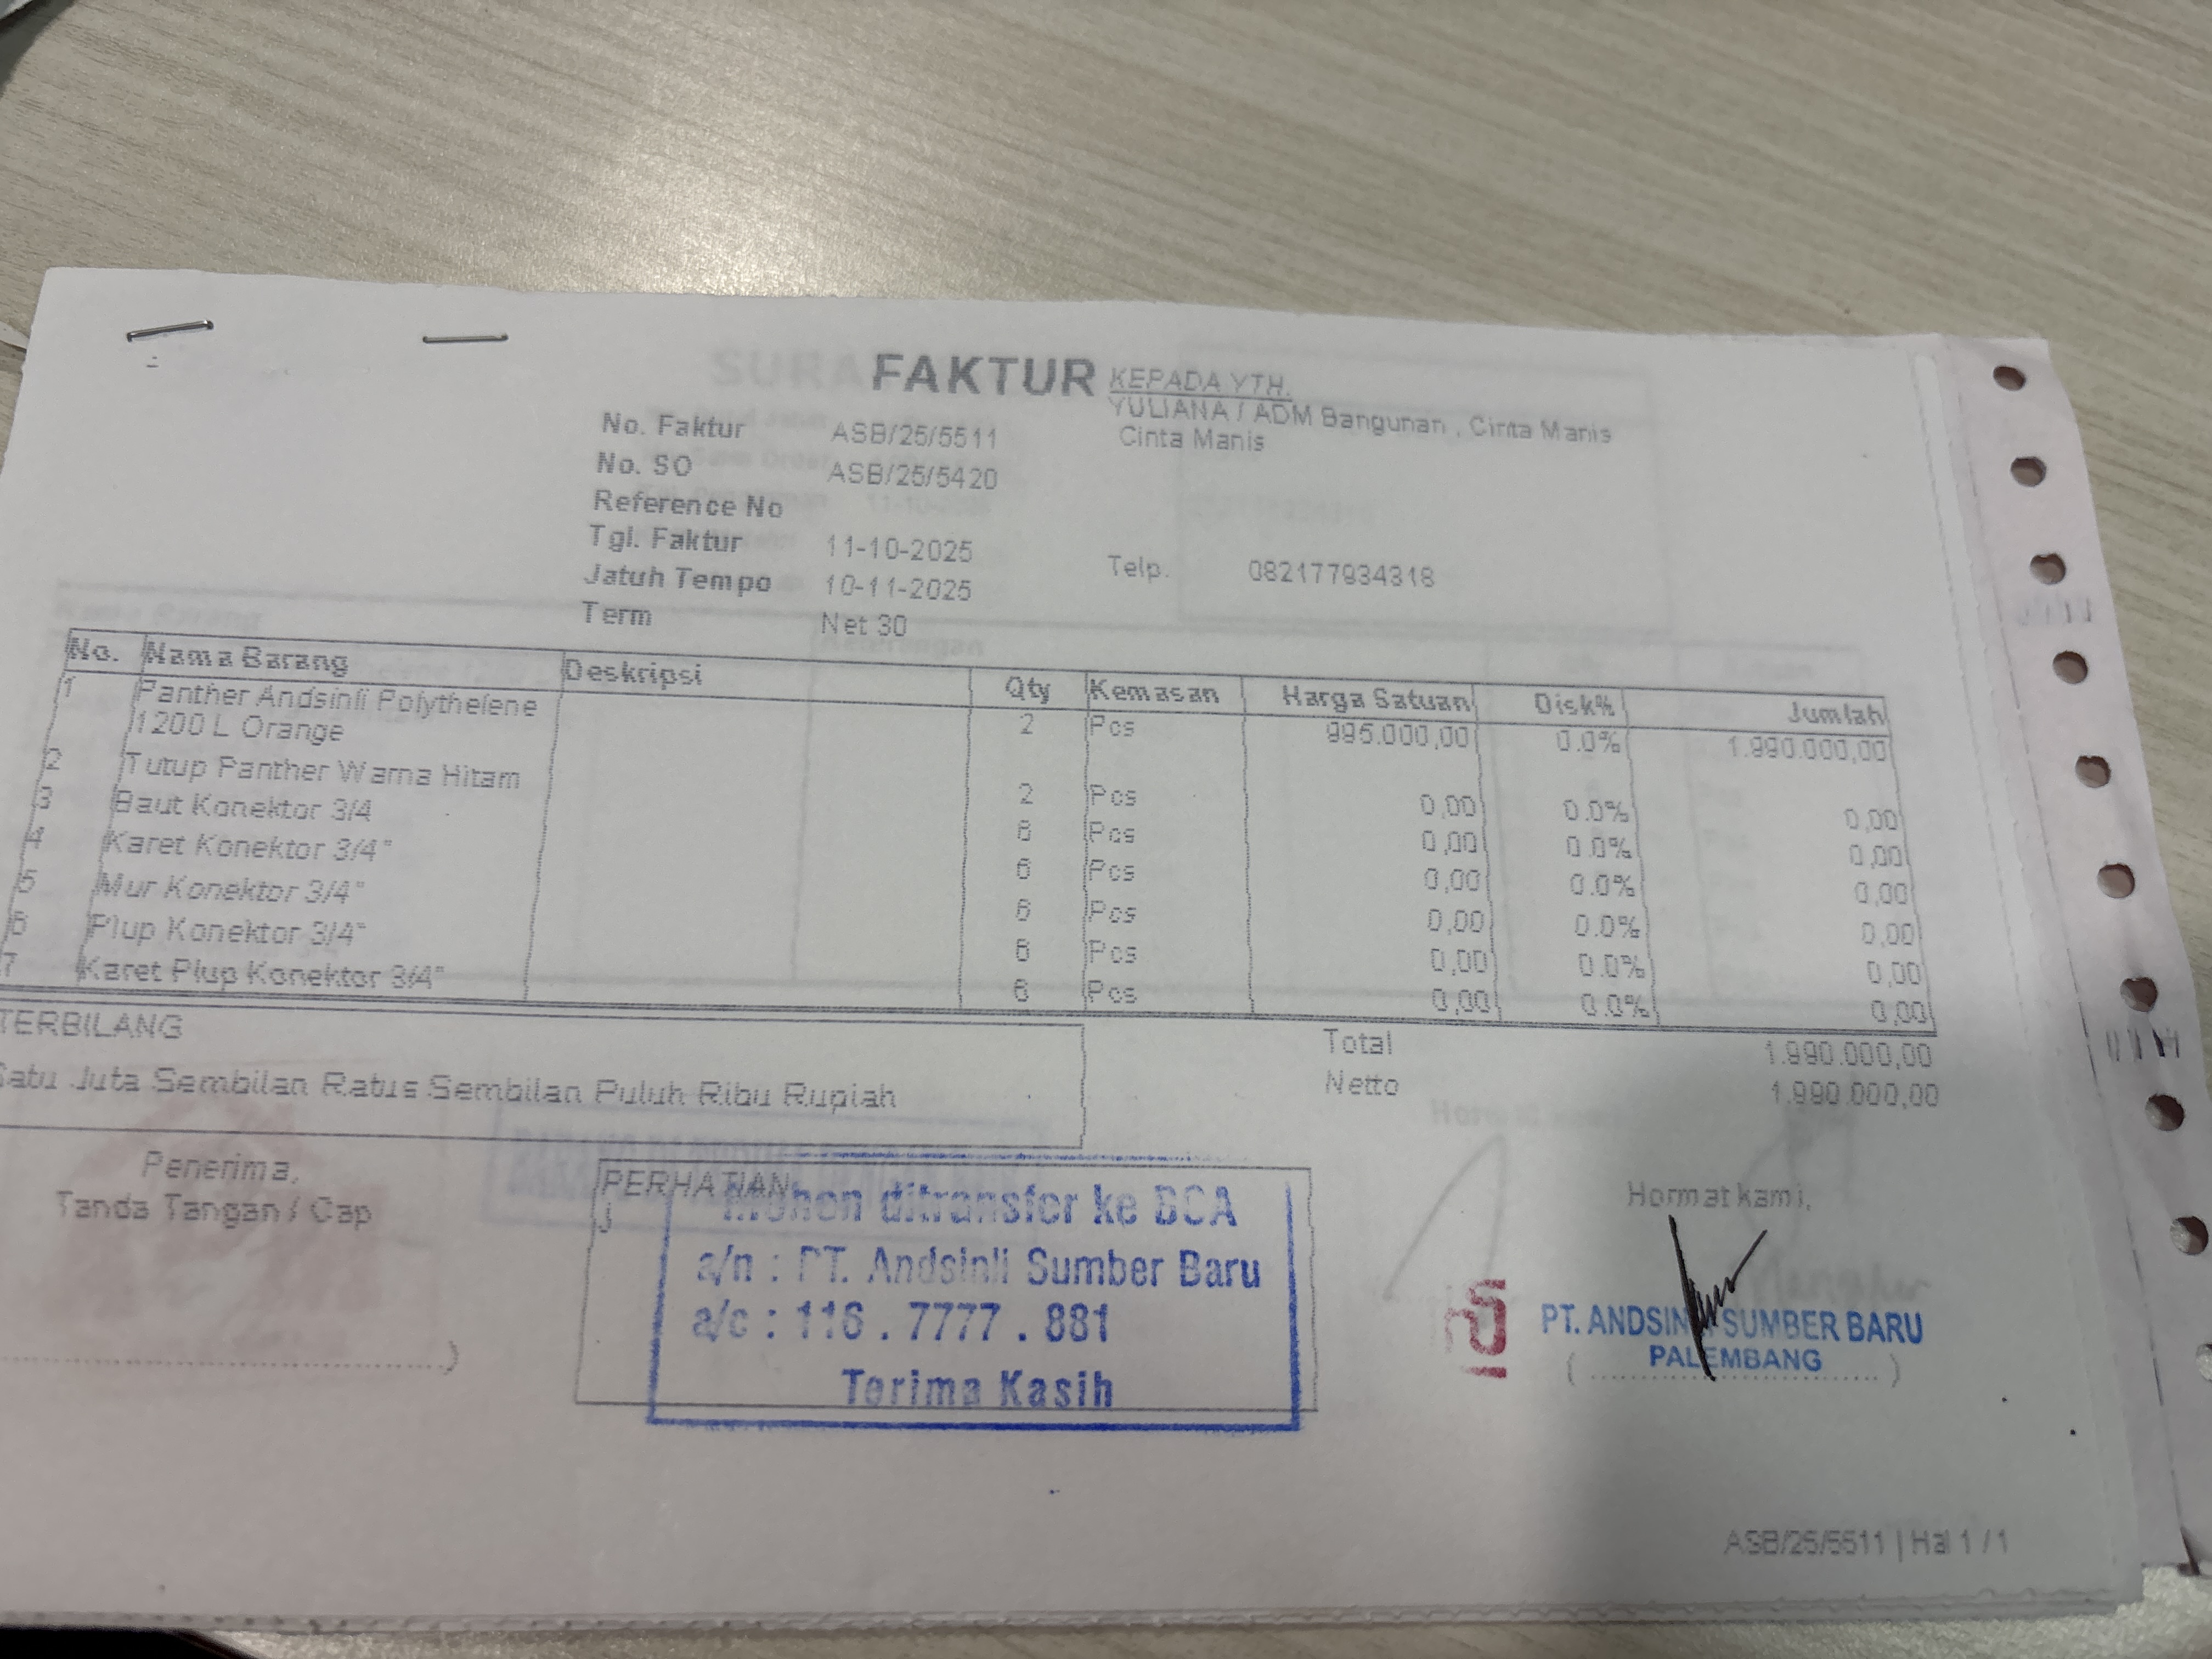 FAKTUR
No. Faktur ASB/25/5511
No. SO ASB/25/5420
Reference No
Tgl. Faktur 11-10-2025
Jatuh Tempo 10-11-2025
Term Net 30
KEPADA YTH.
YULIANA / ADM Bangunan , Cinta Manis
Cinta Manis
Telp. 082177934318
No. Nama Barang Deskripsi Qty Kemasan Harga Satuan Disk% Jumlah
1 Panther Andsinli Polythelene 2 Pcs 995.000,00 0.0% 1.990.000,00
1200 L Orange
2 Tutup Panther Warna Hitam 2 Pcs 0,00 0.0% 0,00
3 Baut Konektor 3/4 6 Pcs 0,00 0.0% 0,00
4 Karet Konektor 3/4" 6 Pcs 0,00 0.0% 0,00
5 Mur Konektor 3/4" 6 Pcs 0,00 0.0% 0,00
6 Plup Konektor 3/4" 6 Pcs 0,00 0.0% 0,00
7 Karet Plup Konektor 3/4" 6 Pcs 0,00 0.0% 0,00
TERBILANG
Satu Juta Sembilan Ratus Sembilan Puluh Ribu Rupiah
Total 1.990.000,00
Netto 1.990.000,00
Penerima,
Tanda Tangan / Cap
PERHATIAN
Mohon ditransfer ke BCA
a/n : PT. Andsinli Sumber Baru
a/c : 116 . 7777 . 881
Terima Kasih
Hormat kami,
PT. ANDSINLI SUMBER BARU
PALEMBANG
ASB/25/5511 | Hal 1 / 1